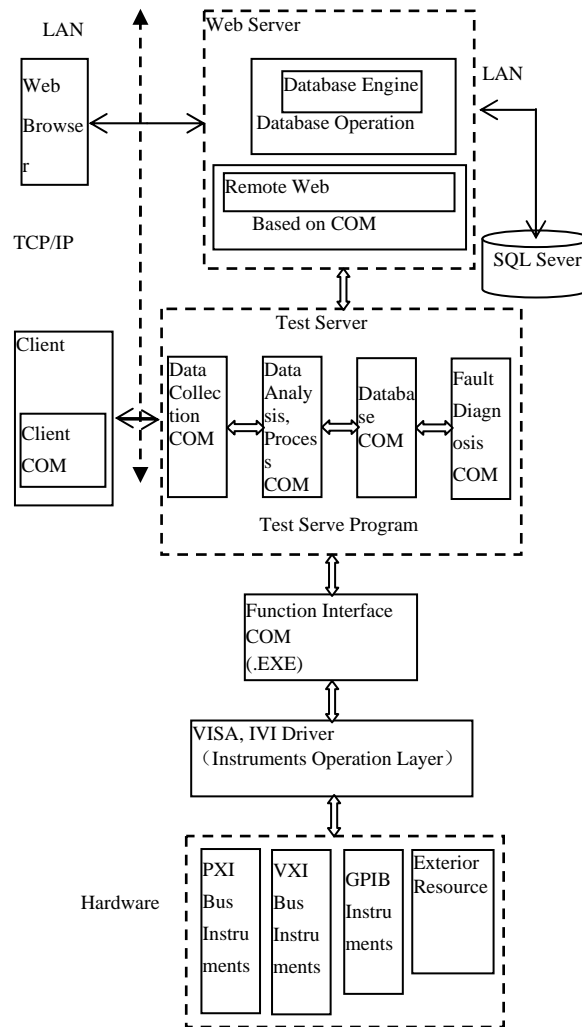 LAN
Web Server
Web
Browse
r
Database Engine
Database Operation
LAN
Remote Web
Based on COM
TCP/IP
SQL Sever
Test Server
Client
Client
COM
Data
Collec
tion
COM
Data
Analy
sis,
Proces
s
COM
Databa
se
COM
Fault
Diagn
osis
COM
Test Serve Program
Function Interface
COM
(.EXE)
VISA, IVI Driver
（Instruments Operation Layer）
Hardware
PXI
Bus
Instru
ments
VXI
Bus
Instru
ments
GPIB
Instru
ments
Exterior
Resource